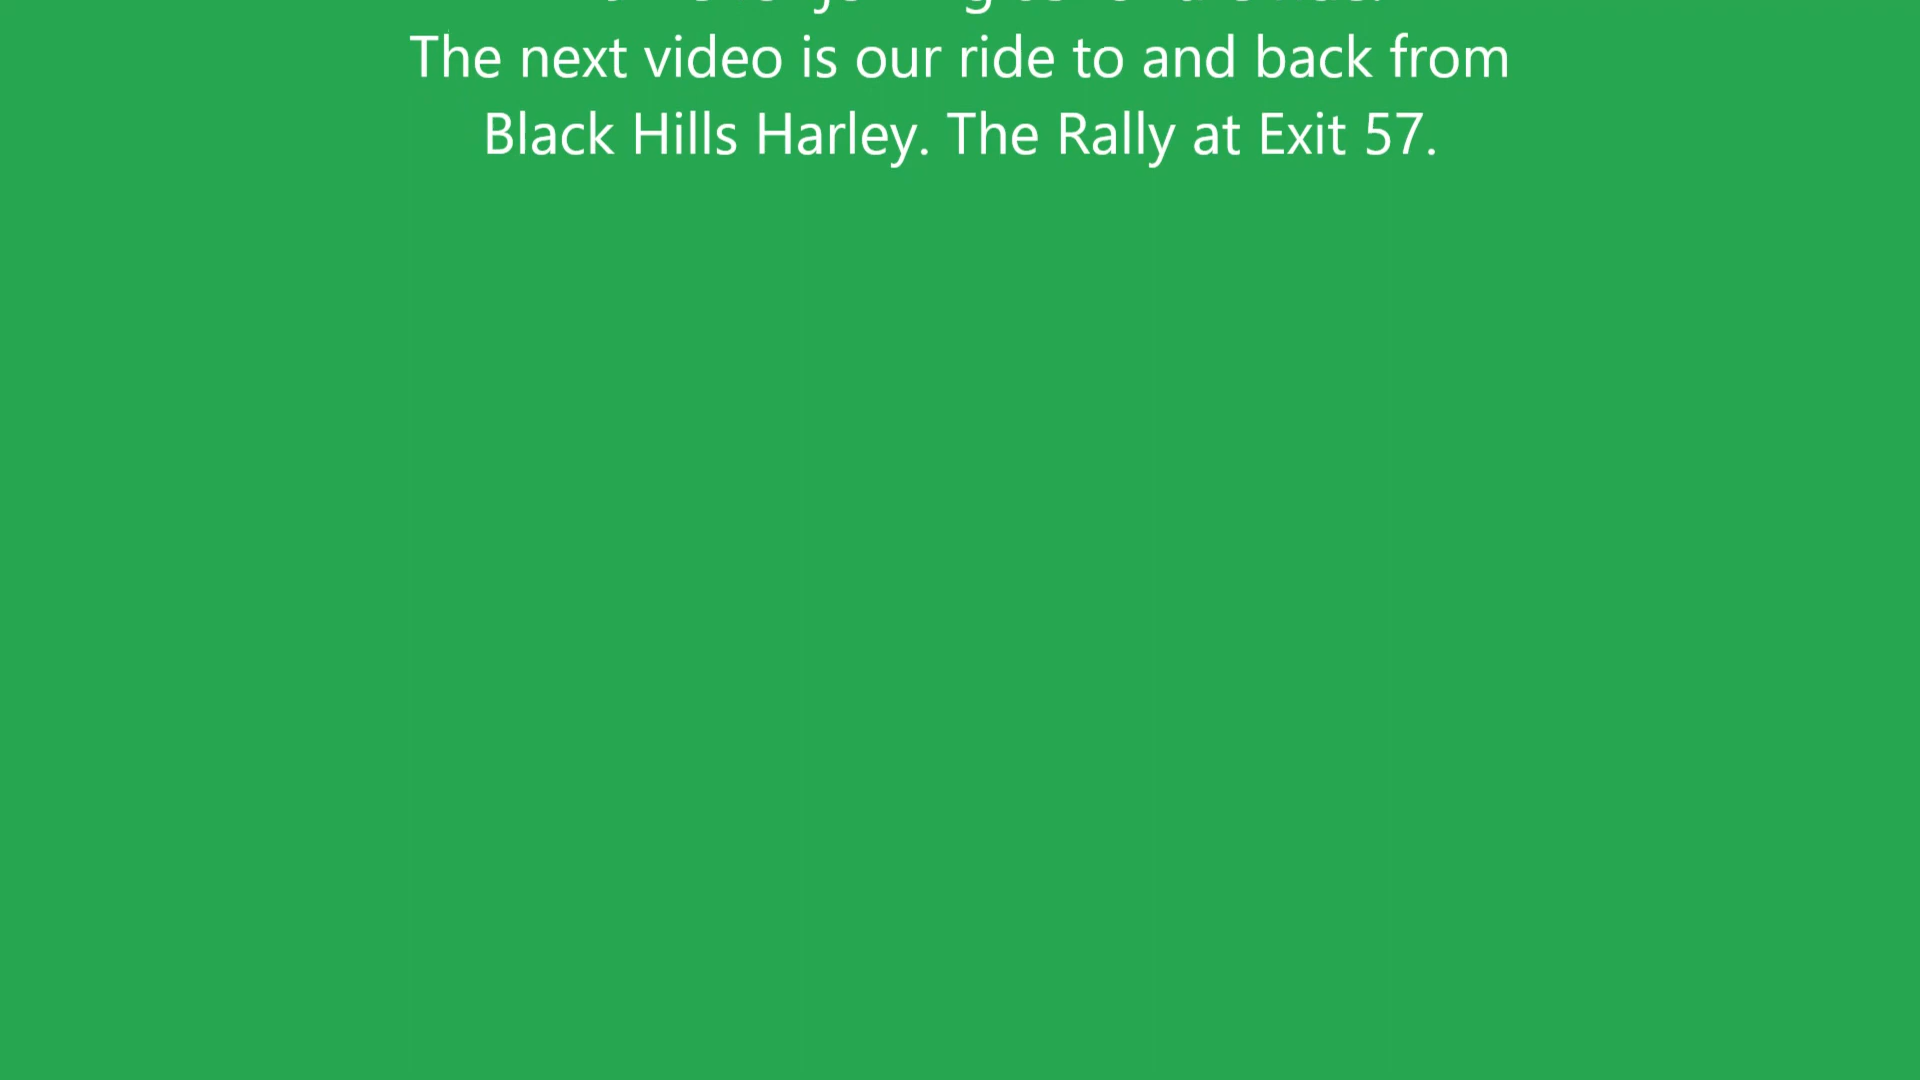 The next video is our ride to and back from
Black Hills Harley. The Rally at Exit 57.